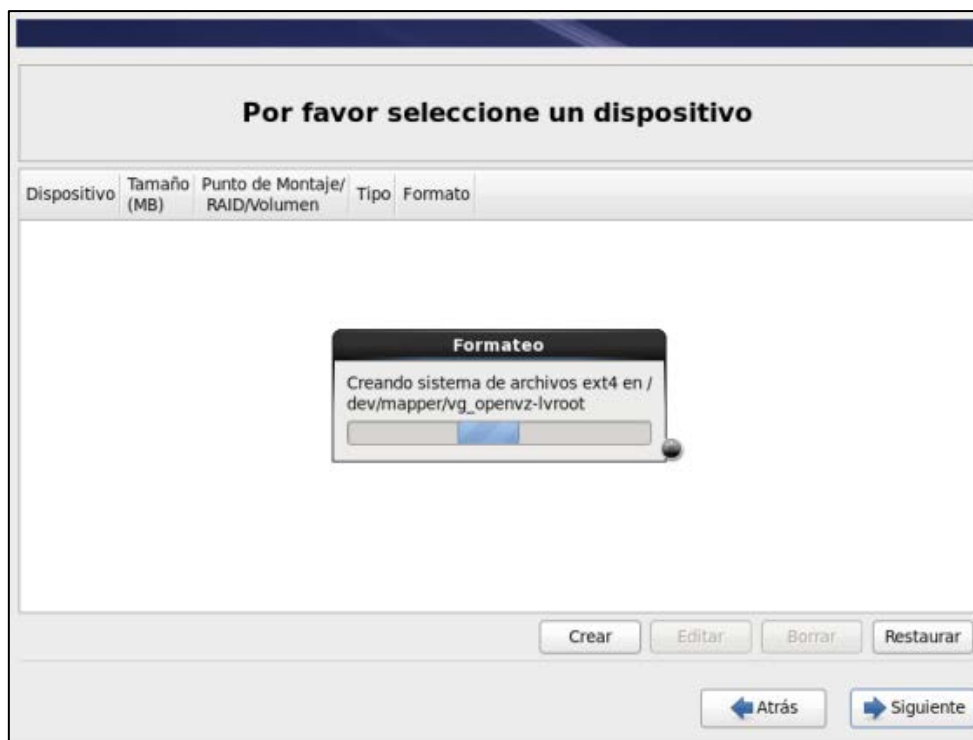 Por favor seleccione un dispositivo
Dispositivo Tamaño (MB) Punto de Montaje/ RAID/Volumen Tipo Formato
Formateo
Creando sistema de archivos ext4 en /
dev/mapper/vg_openvz-lvroot
Crear Editar Borrar Restaurar
Atrás Siguiente